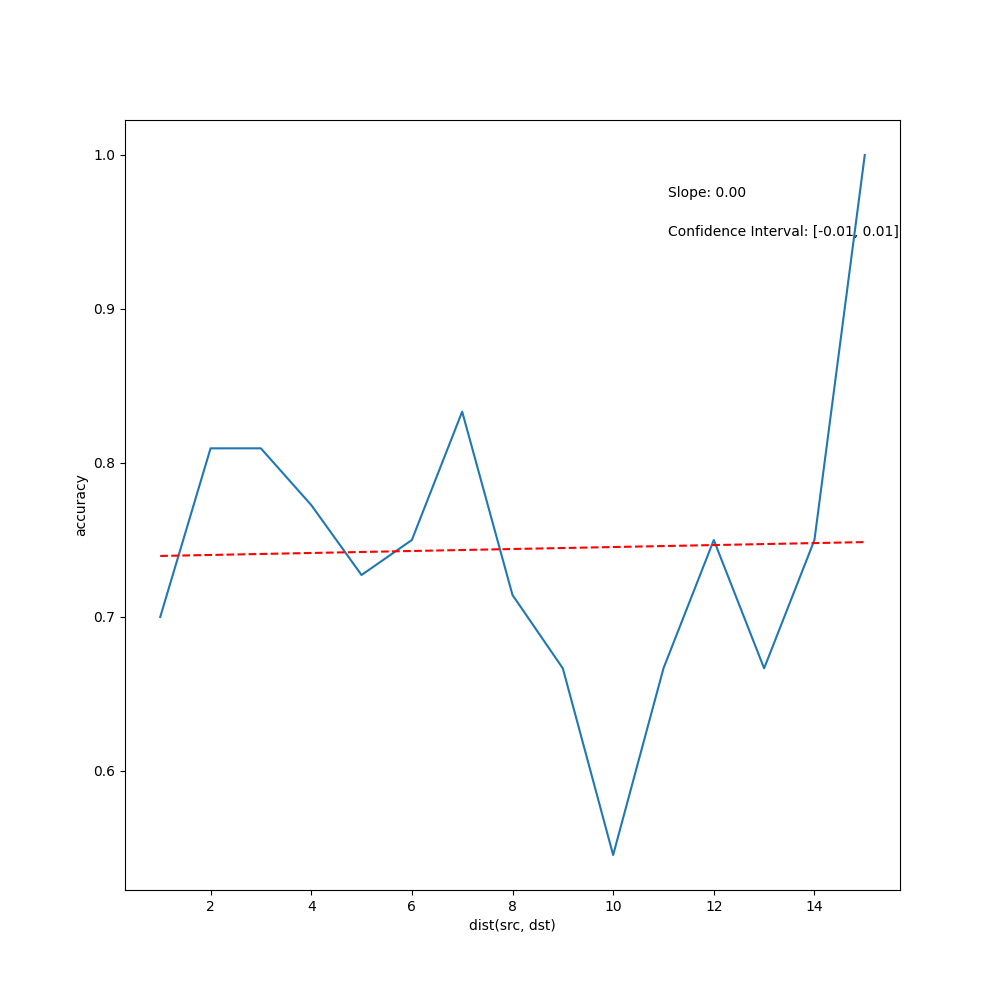 1.0
Slope: 0.00
Confidence Interval: [-0.01, 0.01]
0.9
0.8
accuracy
0.7
0.6
2 4 6 8 10 12 14
dist(src, dst)